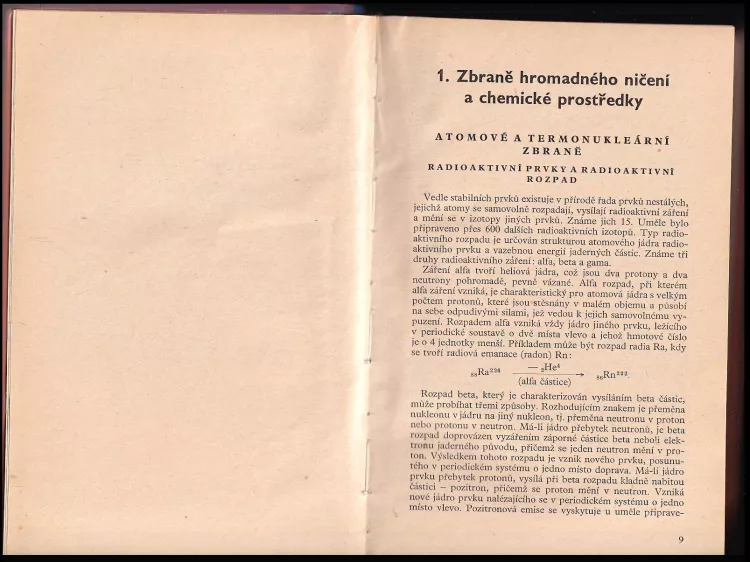 1. Zbraně hromadného ničení
a chemické prostředky
ATOMOVÉ A TERMONUKLEÁRNÍ
ZBRANĚ
RADIOAKTIVNÍ PRVKY A RADIOAKTIVNÍ
ROZPAD
Vedle stabilních prvků existuje v přírodě řada prvků nestálých,
jejichž atomy se samovolně rozpadají, vysílají radioaktivní záření
a mění se v izotopy jiných prvků. Známe jich 15. Uměle bylo
připraveno přes 600 dalších radioaktivních izotopů. Typ radio-
aktivního rozpadu je určován strukturou atomového jádra radio-
aktivního prvku a vazebnou energií jaderných částic. Známe tři
druhy radioaktivního záření: alfa, beta a gama.
Záření alfa tvoří heliová jádra, což jsou dva protony a dva
neutrony pohromadě, pevně vázané. Alfa rozpad, při kterém
alfa záření vzniká, je charakteristický pro atomová jádra s velkým
počtem protonů, které jsou stěsnány v malém objemu a působí
na sebe odpudivými silami, jež vedou k jejich samovolnému vy-
puzení. Rozpadem alfa vzniká vždy jádro jiného prvku, ležícího
v periodické soustavě o dvě místa vlevo a jehož hmotové číslo
je o 4 jednotky menší. Příkladem může být rozpad radia Ra, kdy
se tvoří radiová emanace (radon) Rn:
₈₈Ra²²⁶ — ₂He⁴ → ₈₆Rn²²²
(alfa částice)
Rozpad beta, který je charakterizován vysíláním beta částic,
může probíhat třemi způsoby. Rozhodujícím znakem je přeměna
nukleonu v jádru na jiný nukleon, tj. přeměna neutronu v proton
nebo protonu v neutron. Má-li jádro přebytek neutronů, je beta
rozpad doprovázen vyzářením záporné částice beta neboli elek-
tronu jaderného původu, přičemž se jeden neutron mění v pro-
ton. Výsledkem tohoto rozpadu je vznik nového prvku, posunu-
tého v periodickém systému o jedno místo doprava. Má-li jádro
prvku přebytek protonů, vysílá při beta rozpadu kladně nabitou
částici – pozitron, přičemž se proton mění v neutron. Vzniká
nové jádro prvku nalézajícího se v periodickém systému o jedno
místo vlevo. Pozitronová emise se vyskytuje u uměle připrave-
9